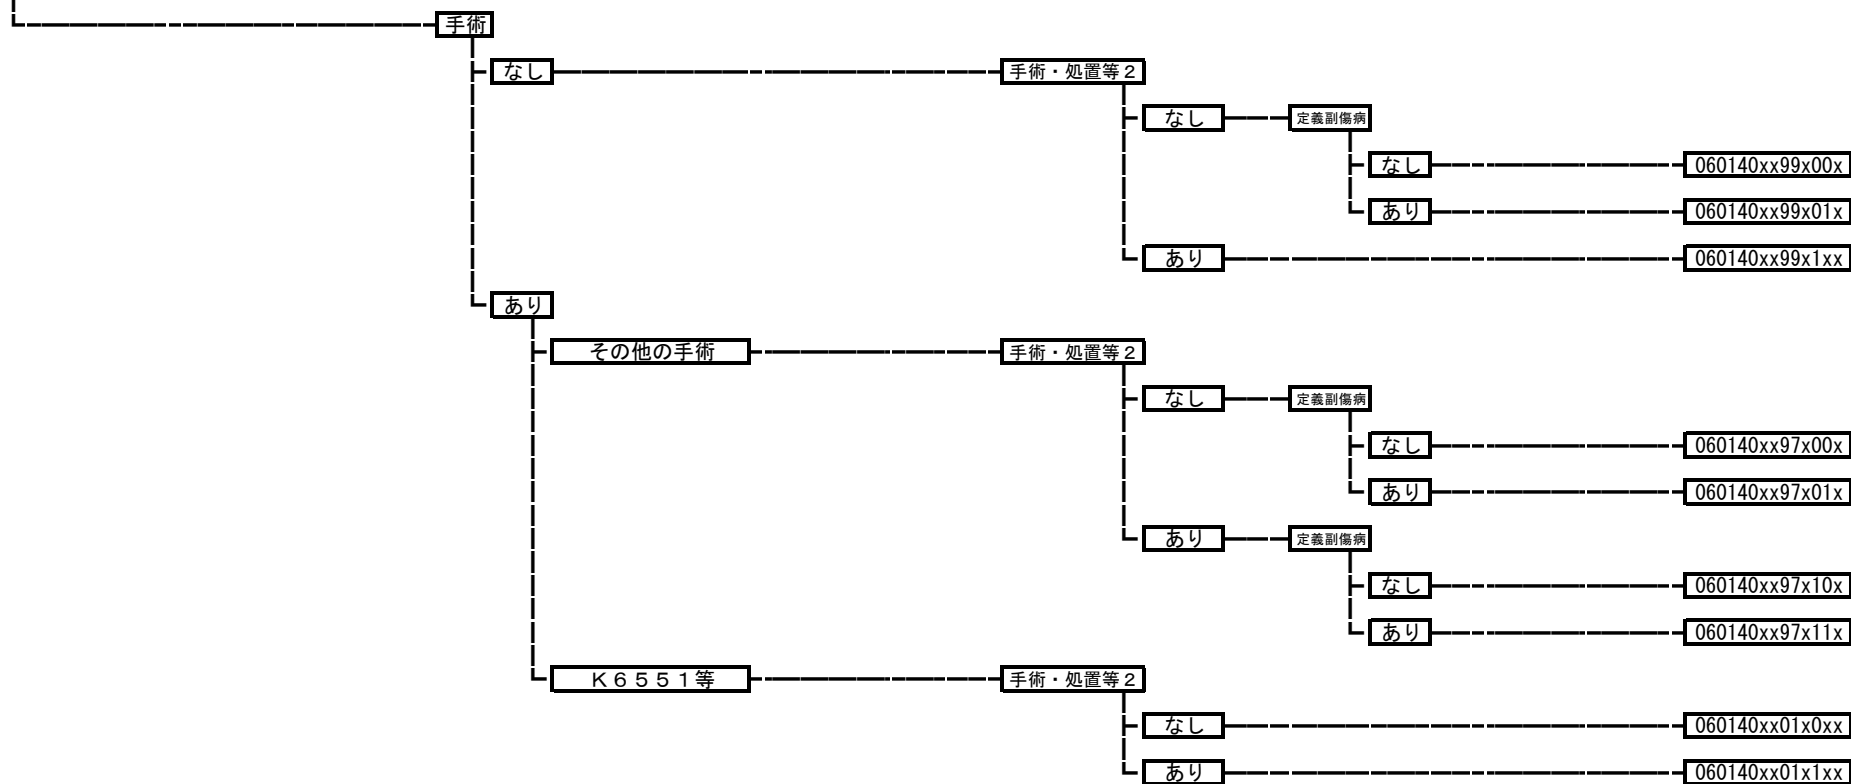 手術
なし 手術・処置等２
なし 定義副傷病
なし 060140xx99x00x
あり 060140xx99x01x
あり 060140xx99x1xx
あり
その他の手術 手術・処置等２
なし 定義副傷病
なし 060140xx97x00x
あり 060140xx97x01x
あり 定義副傷病
なし 060140xx97x10x
あり 060140xx97x11x
Ｋ６５５１等 手術・処置等２
なし 060140xx01x0xx
あり 060140xx01x1xx